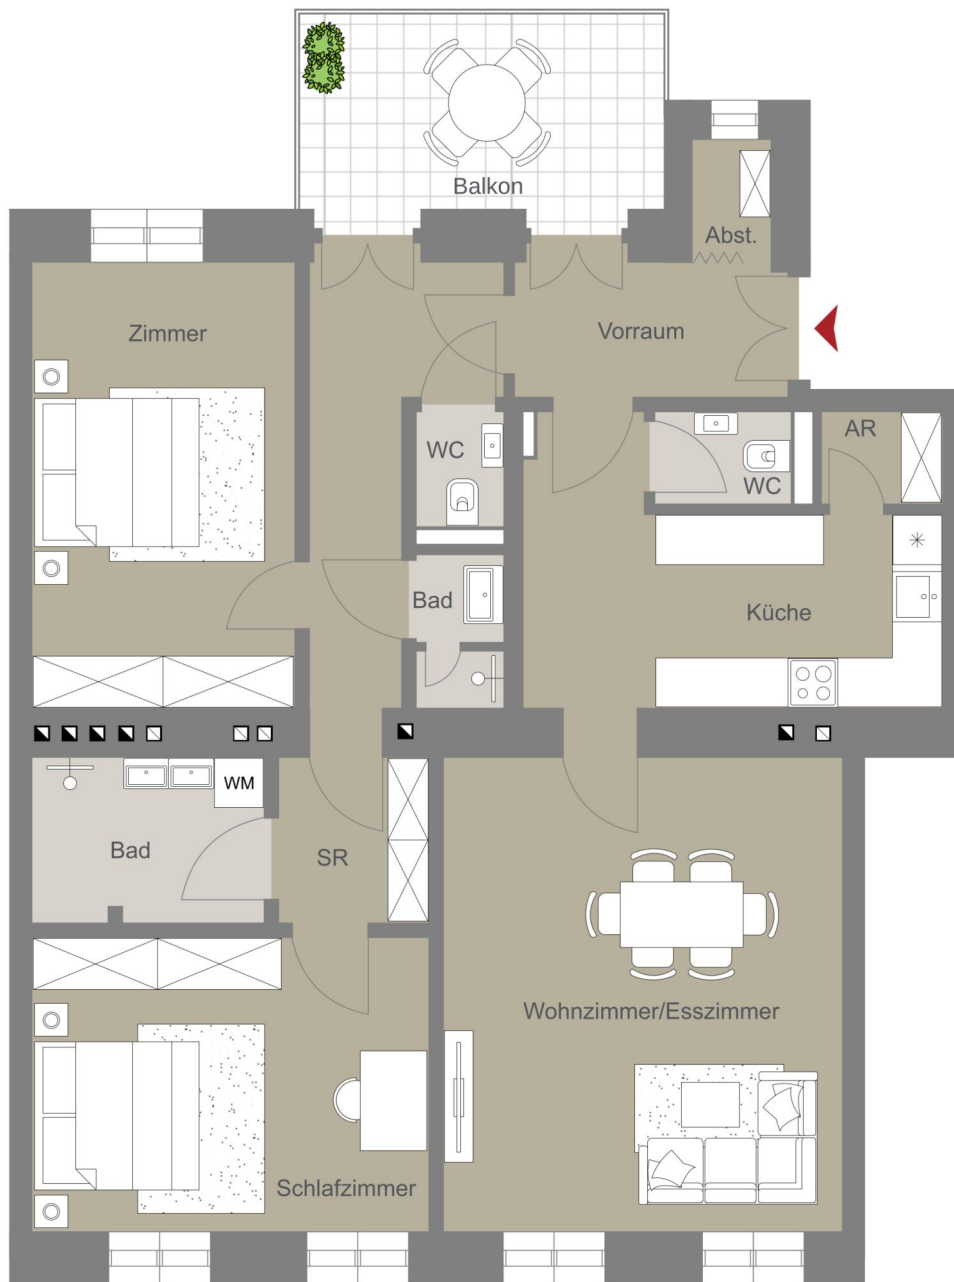 Balkon
Abst.
Zimmer
Vorraum
WC
AR
WC
Bad
Küche
WM
Bad
SR
Wohnzimmer/Esszimmer
Schlafzimmer